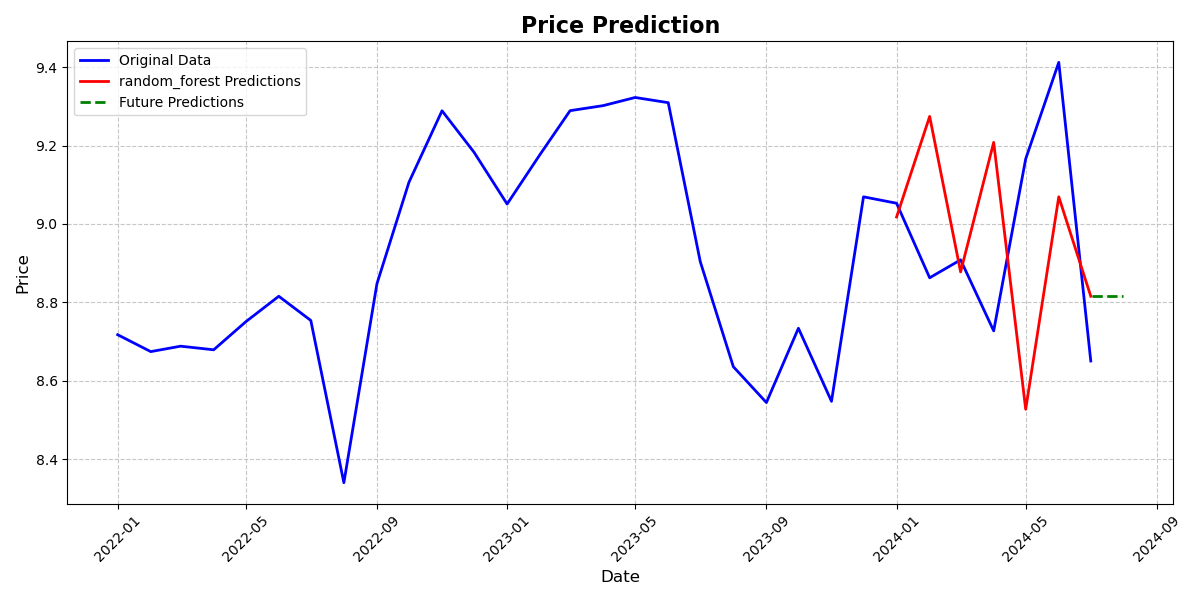 Price Prediction
Original Data
random_forest Predictions
Future Predictions
Price
9.4
9.2
9.0
8.8
8.6
8.4
2022-01
2022-05
2022-09
2023-01
2023-05
2023-09
2024-01
2024-05
2024-09
Date